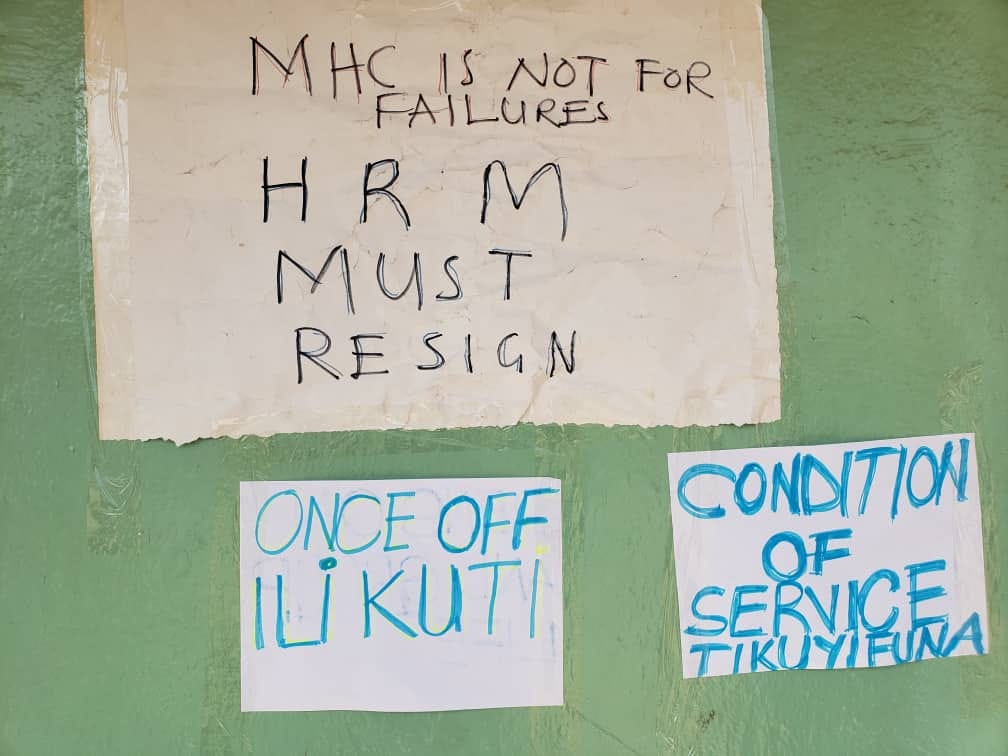 MHC IS NOT FOR
FAILURES
HRM
MUST
RESIGN
ONCE OFF
ILi KUTi
CONDITION
OF
SERVICE
TIKUYIFUNA